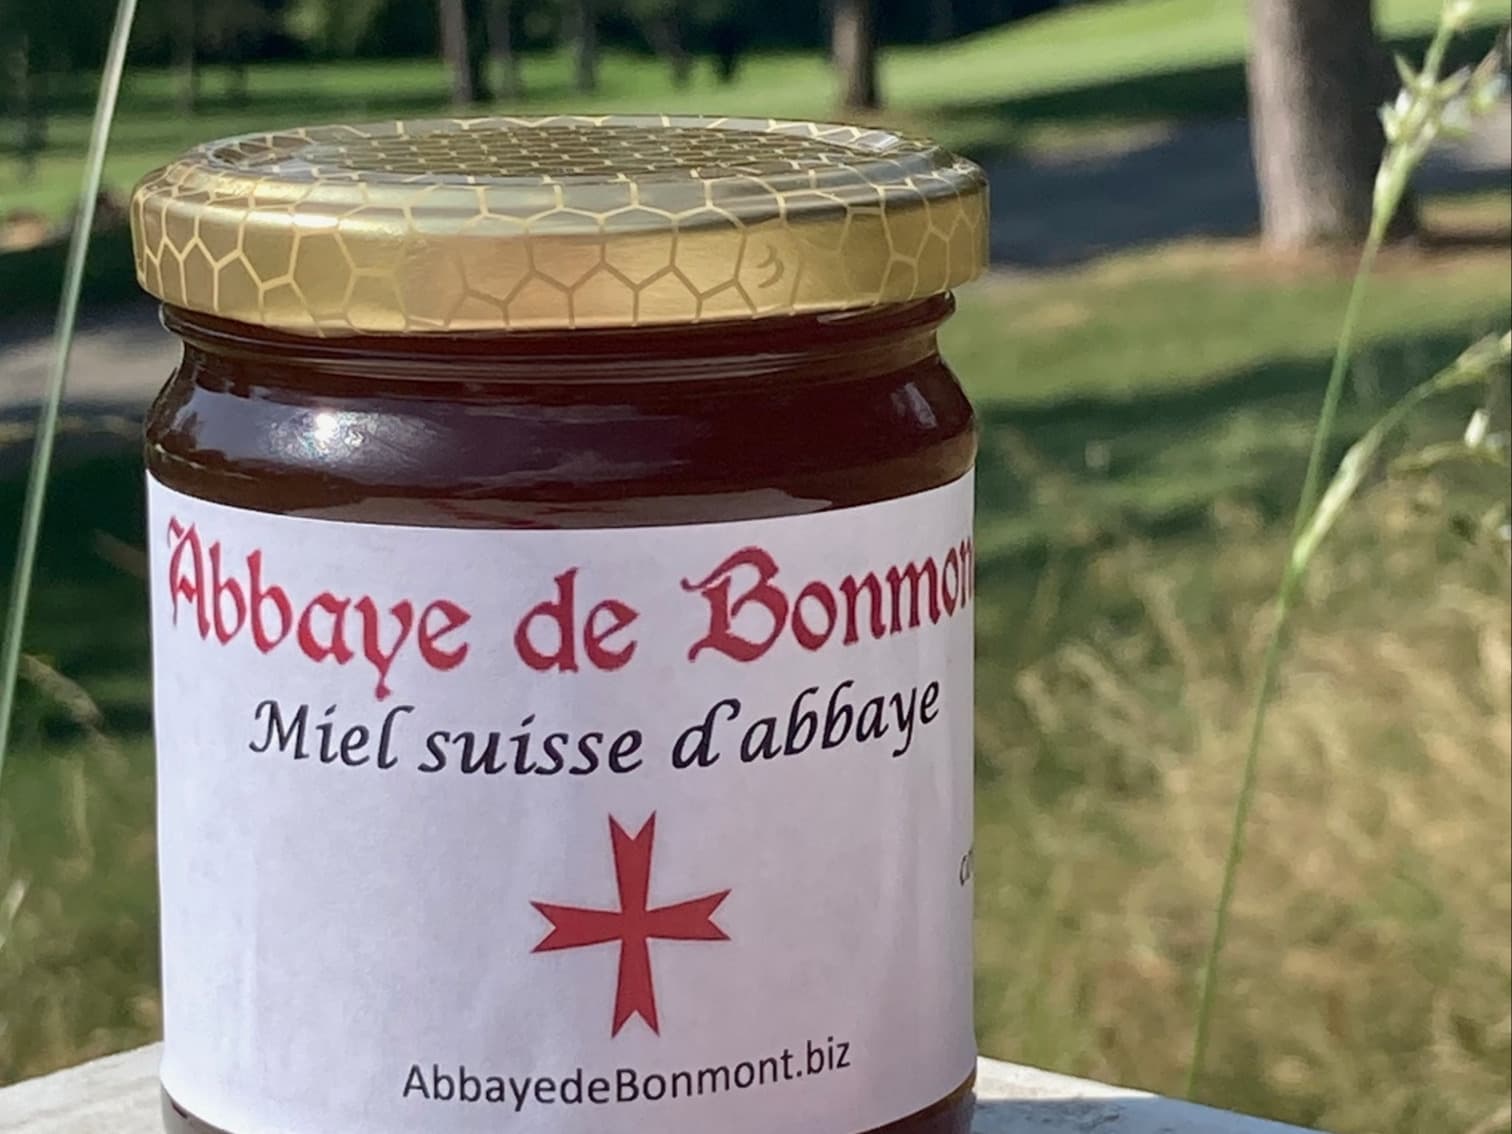 Abbaye de Bonmon
Miel suisse d'abbaye
AbbayedeBonmont.biz